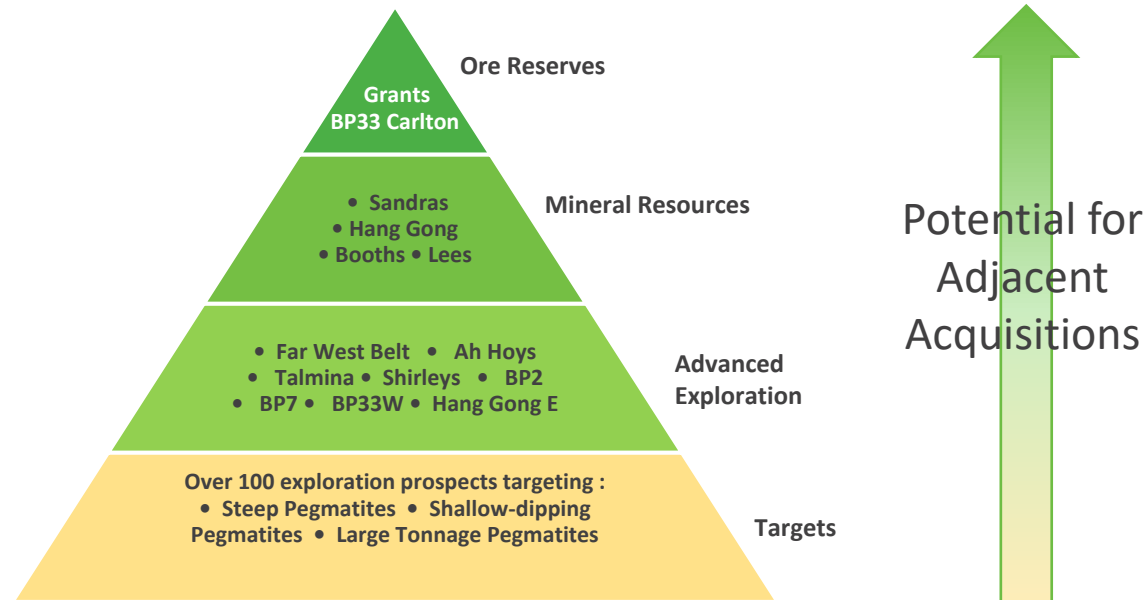 Ore Reserves
Grants
BP33 Carlton
Mineral Resources
• Sandras
• Hang Gong
• Booths • Lees
• Far West Belt • Ah Hoys
• Talmina • Shirleys • BP2
• BP7 • BP33W • Hang Gong E
Advanced
Exploration
Over 100 exploration prospects targeting :
• Steep Pegmatites • Shallow-dipping
Pegmatites • Large Tonnage Pegmatites
Targets
Potential for
Adjacent
Acquisitions